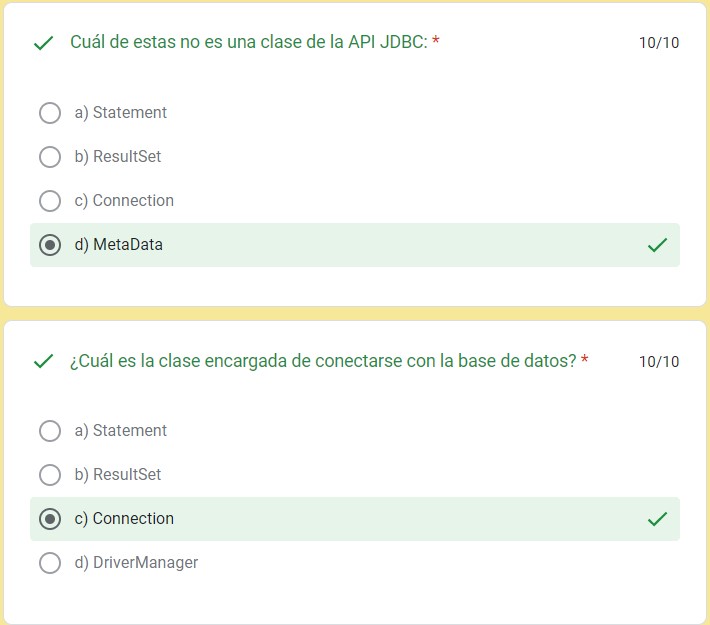 Cuál de estas no es una clase de la API JDBC: *
10/10
a) Statement
b) ResultSet
c) Connection
d) MetaData
¿Cuál es la clase encargada de conectarse con la base de datos? *
10/10
a) Statement
b) ResultSet
c) Connection
d) DriverManager